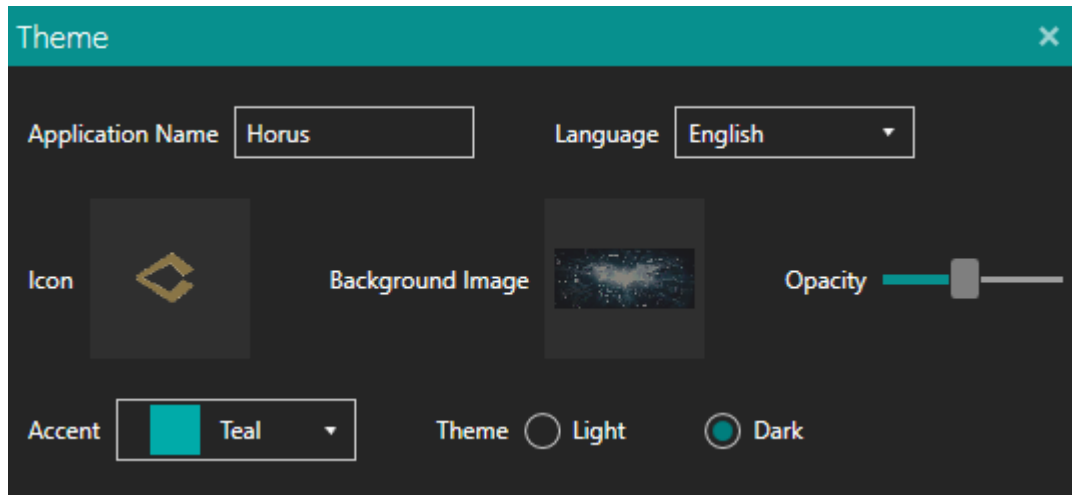 Theme
Application Name Horus Language English
Icon Background Image Opacity
Accent Teal Theme Light Dark